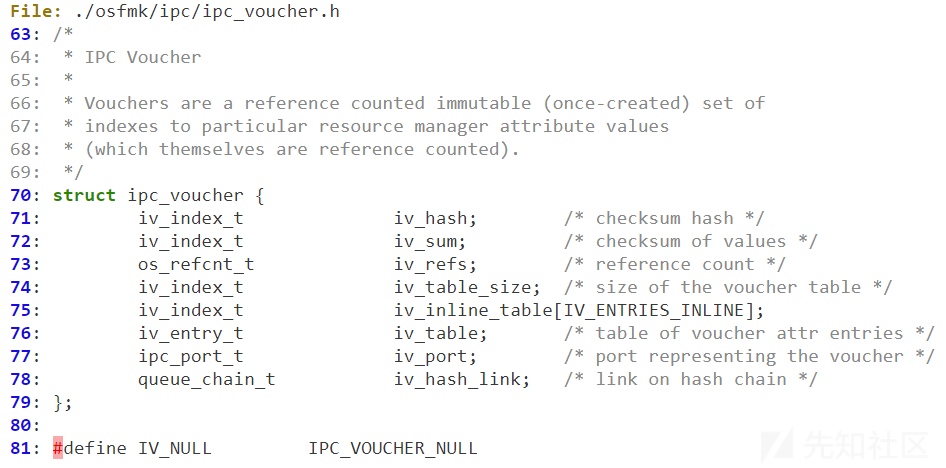 File: ./osfmk/ipc/ipc_voucher.h
63: /*
64:  * IPC Voucher
65:  *
66:  * Vouchers are a reference counted immutable (once-created) set of
67:  * indexes to particular resource manager attribute values
68:  * (which themselves are reference counted).
69:  */
70: struct ipc_voucher {
71:         iv_index_t              iv_hash;        /* checksum hash */
72:         iv_index_t              iv_sum;         /* checksum of values */
73:         os_refcnt_t             iv_refs;        /* reference count */
74:         iv_index_t              iv_table_size;  /* size of the voucher table */
75:         iv_index_t              iv_inline_table[IV_ENTRIES_INLINE];
76:         iv_entry_t              iv_table;       /* table of voucher attr entries */
77:         ipc_port_t              iv_port;        /* port representing the voucher */
78:         queue_chain_t           iv_hash_link;   /* link on hash chain */
79: };
80:
81: #define IV_NULL         IPC_VOUCHER_NULL
先知社区